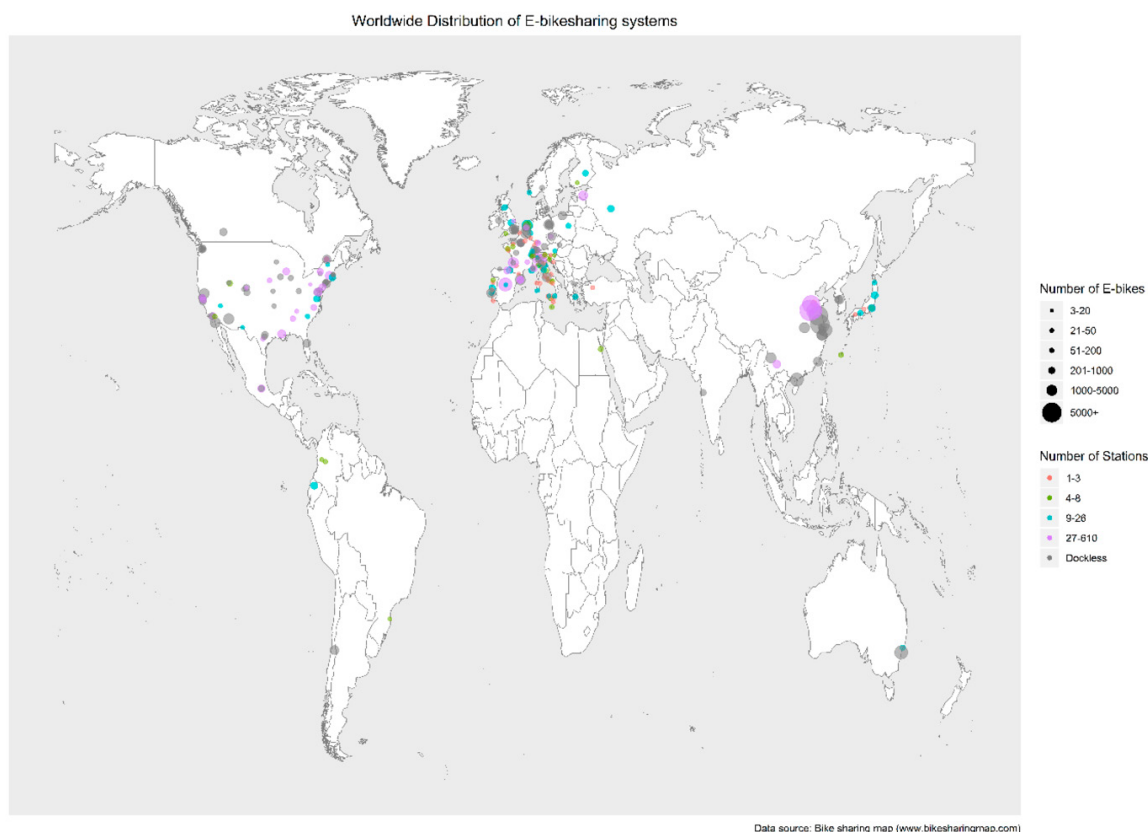 Worldwide Distribution of E-bikesharing systems
Number of E-bikes
3-20
21-50
51-200
201-1000
1000-5000
5000+
Number of Stations
1-3
4-8
9-26
27-610
Dockless
Data source: Bike sharing map (www.bikesharingmap.com)